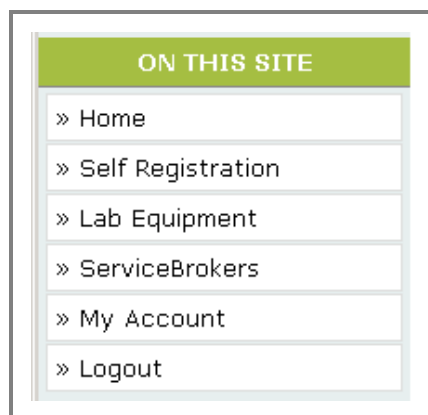 ON THIS SITE
» Home
» Self Registration
» Lab Equipment
» ServiceBrokers
» My Account
» Logout